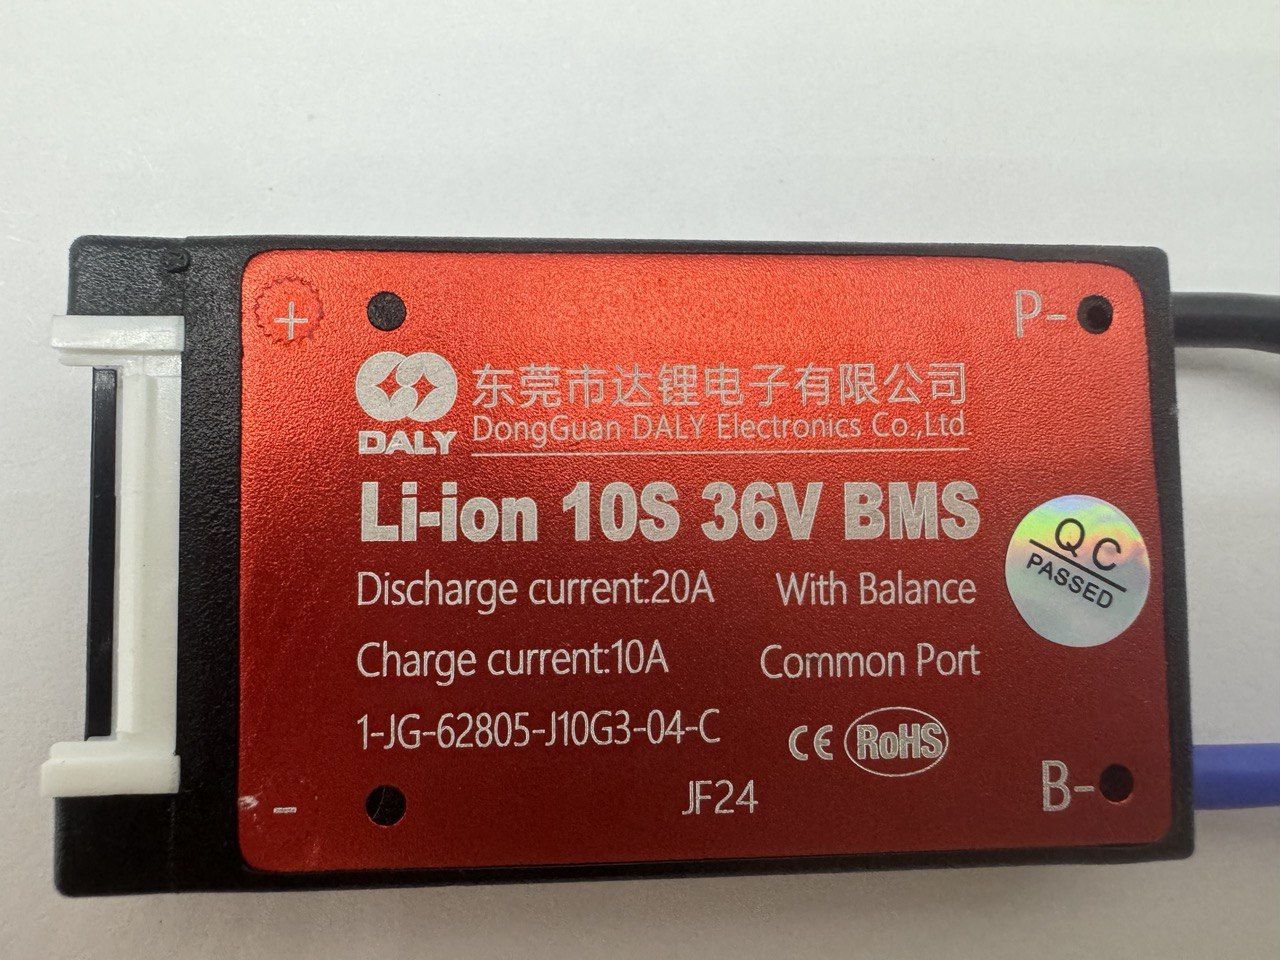 +
P-
东莞市达锂电子有限公司
DALY
DongGuan DALY Electronics Co.,Ltd
Li-ion 10S 36V BMS
Discharge current:20A
With Balance
Charge current:10A
Common Port
QC
PASSED
1-JG-62805-J10G3-04-C
CE
RoHS
JF24
-
B-